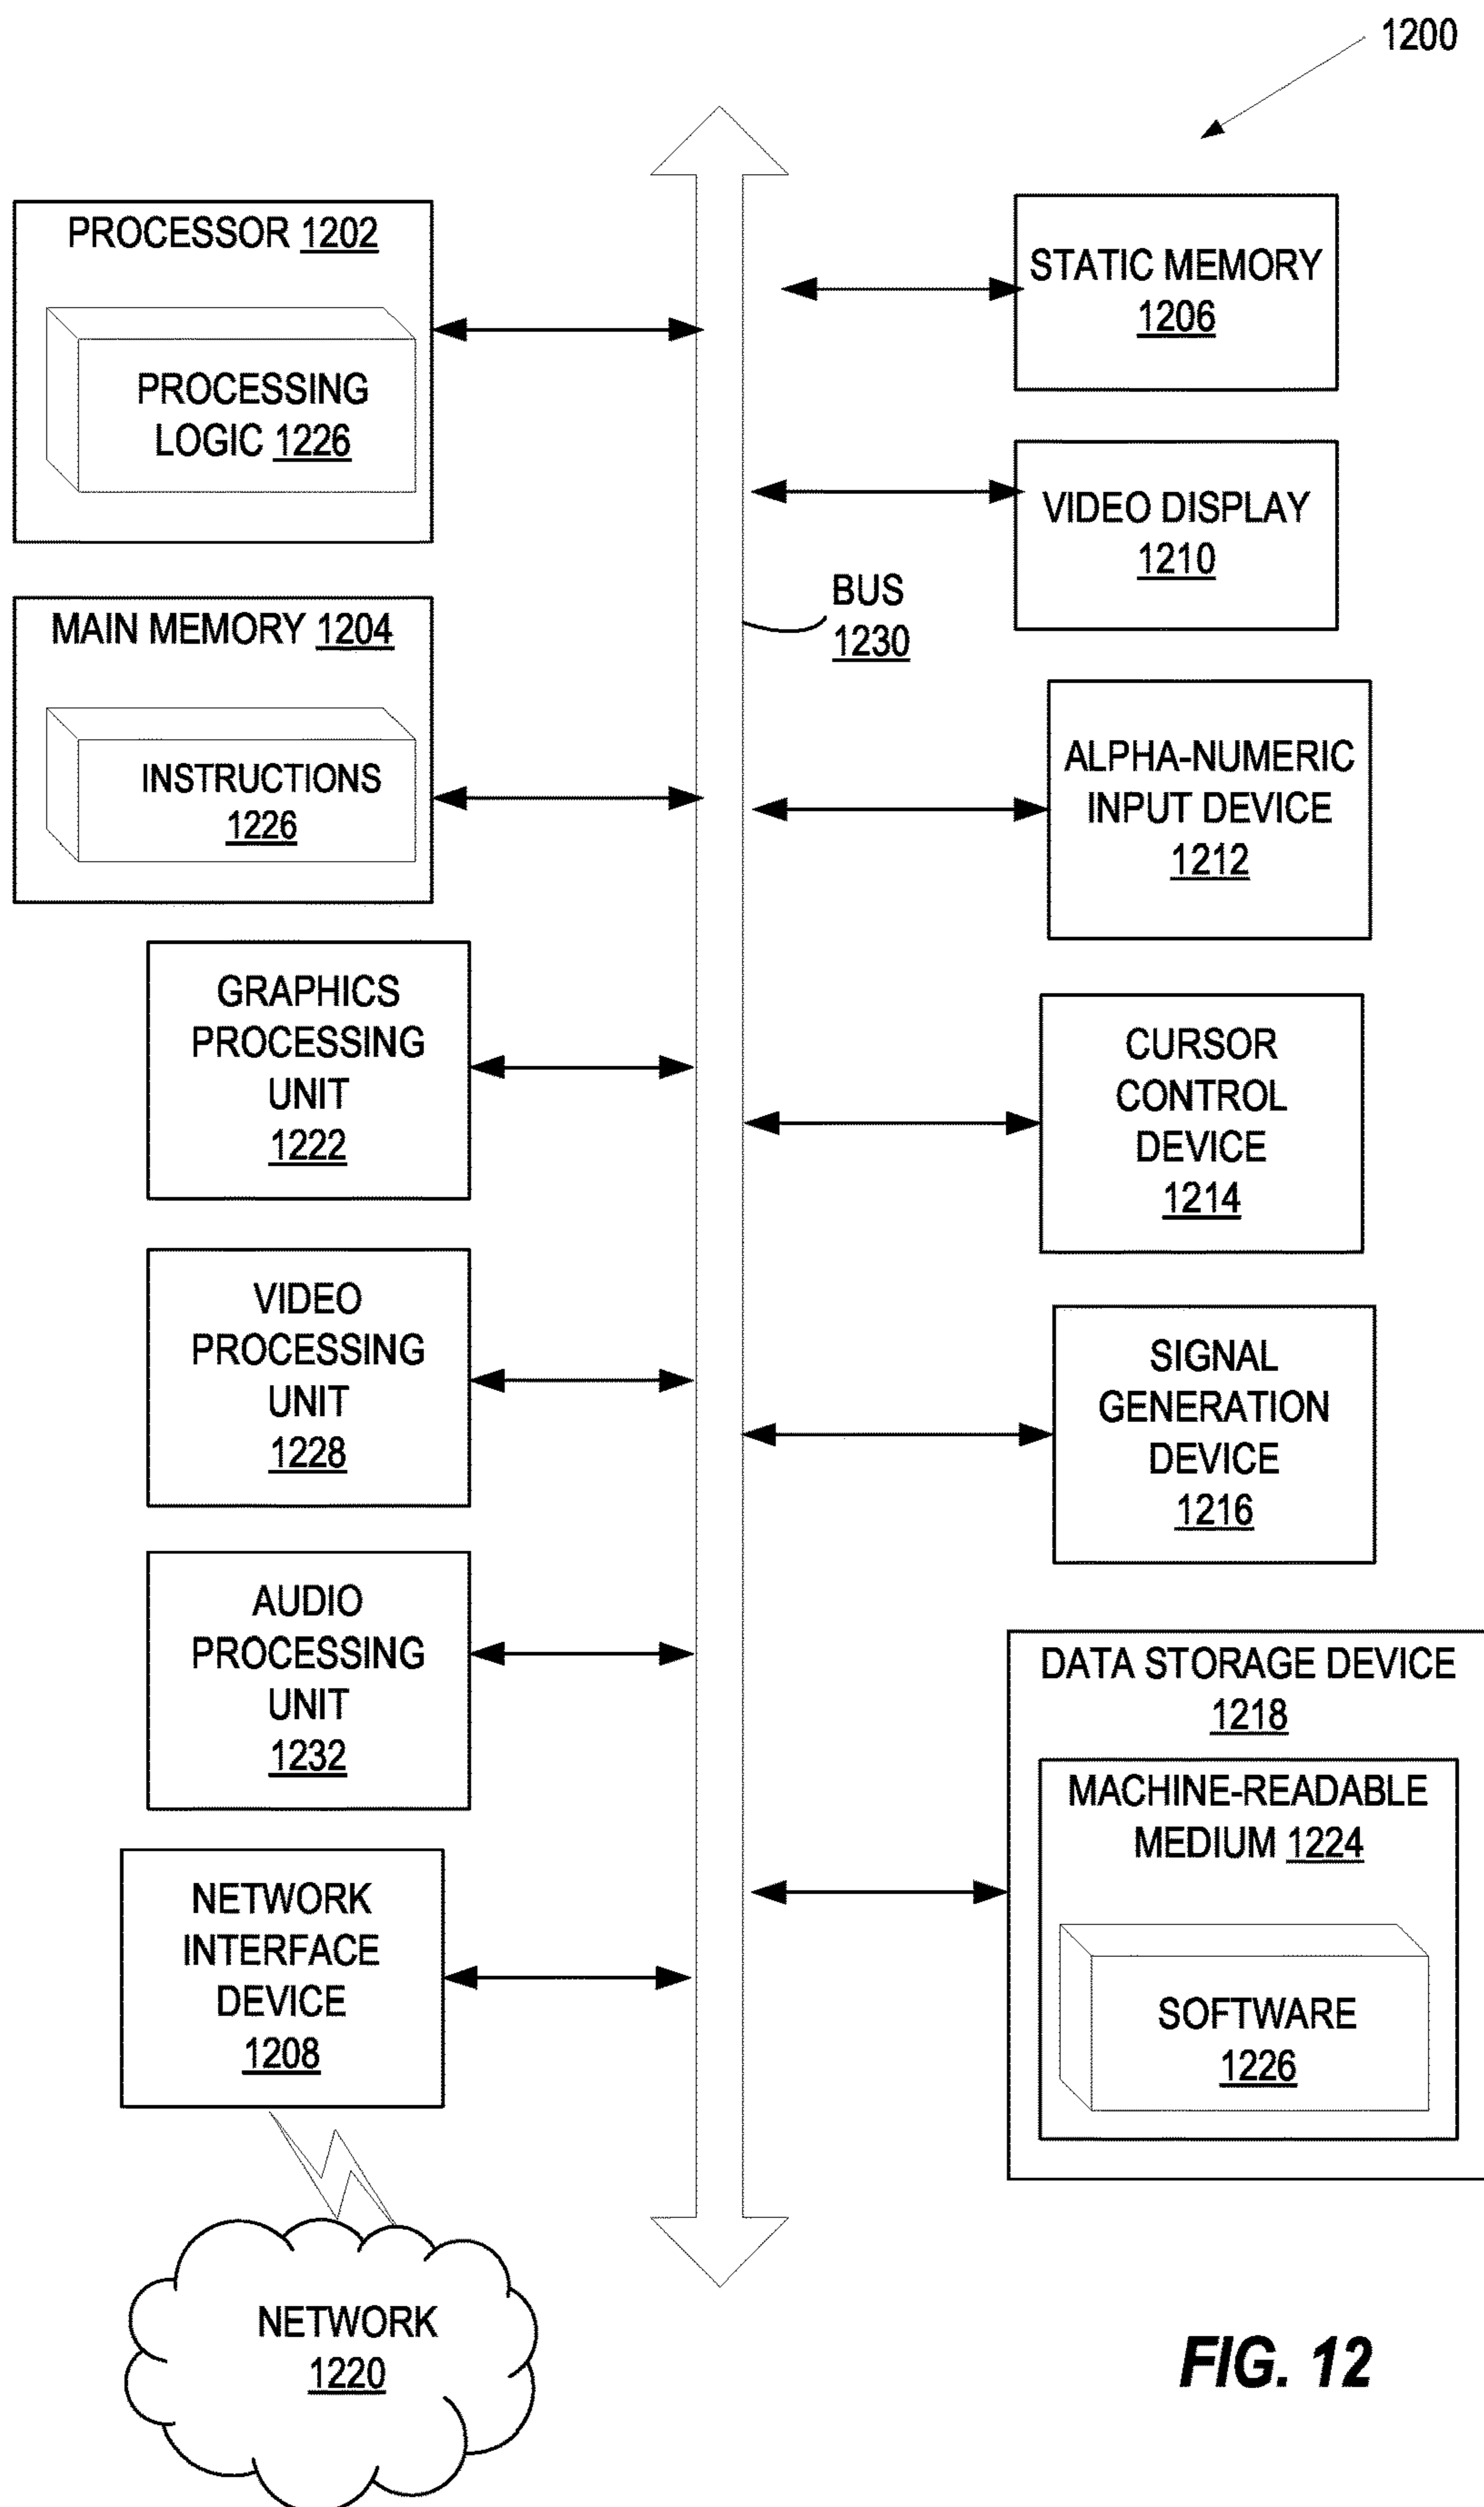 1200
PROCESSOR 1202
PROCESSING
LOGIC 1226
MAIN MEMORY 1204
INSTRUCTIONS
1226
GRAPHICS
PROCESSING
UNIT
1222
VIDEO
PROCESSING
UNIT
1228
AUDIO
PROCESSING
UNIT
1232
NETWORK
INTERFACE
DEVICE
1208
NETWORK
1220
BUS
1230
STATIC MEMORY
1206
VIDEO DISPLAY
1210
ALPHA-NUMERIC
INPUT DEVICE
1212
CURSOR
CONTROL
DEVICE
1214
SIGNAL
GENERATION
DEVICE
1216
DATA STORAGE DEVICE
1218
MACHINE-READABLE
MEDIUM 1224
SOFTWARE
1226
FIG. 12